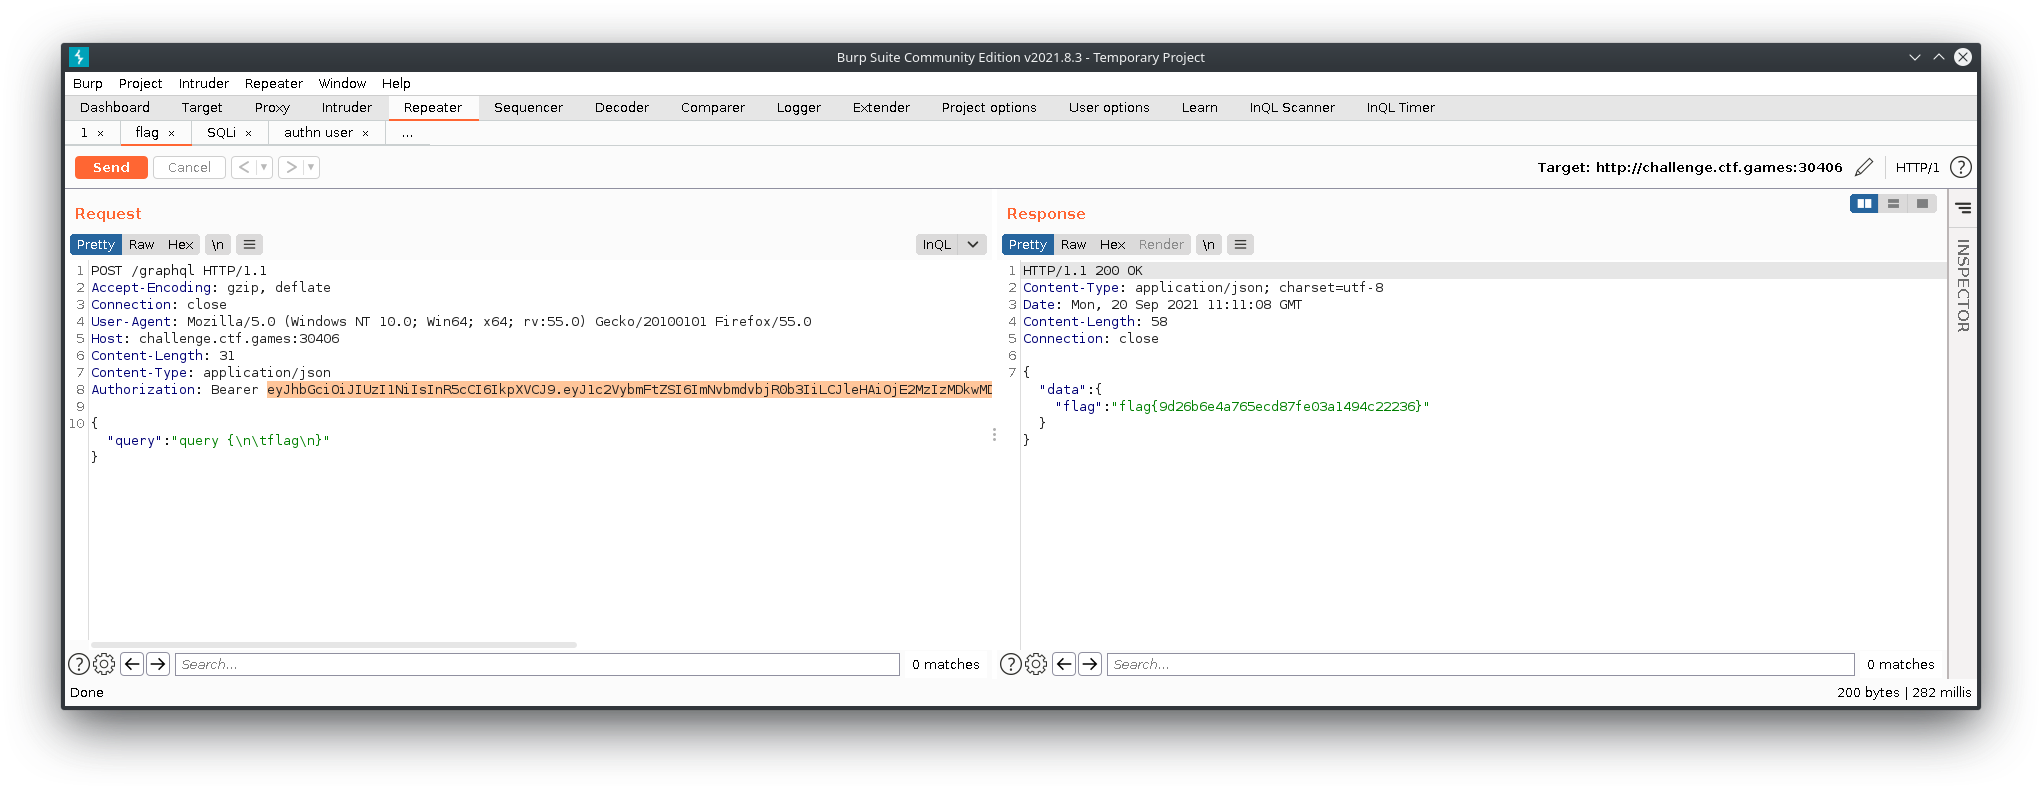 Burp Suite Community Edition v2021.8.3 - Temporary Project
Burp Project Intruder Repeater Window Help
Dashboard Target Proxy Intruder Repeater Sequencer Decoder Comparer Logger Extender Project options User options Learn InQL Scanner InQL Timer
1 × flag × SQLi × authn user × ...
Send Cancel < > Target: http://challenge.ctf.games:30406 HTTP/1 ?
Request
Pretty Raw Hex \n InQL
1 POST /graphql HTTP/1.1
2 Accept-Encoding: gzip, deflate
3 Connection: close
4 User-Agent: Mozilla/5.0 (Windows NT 10.0; Win64; x64; rv:55.0) Gecko/20100101 Firefox/55.0
5 Host: challenge.ctf.games:30406
6 Content-Length: 31
7 Content-Type: application/json
8 Authorization: Bearer eyJhbGciOiJIUzI1NiIsInR5cCI6IkpXVCJ9.eyJ1c2VybmFtZSI6ImNvbmdvbjR0b3IiLCJleHAiOjE2MzIzMDkwMD
9
10 {
"query":"query {\n\tflag\n}"
}
? Search... 0 matches
Response
Pretty Raw Hex Render \n
1 HTTP/1.1 200 OK
2 Content-Type: application/json; charset=utf-8
3 Date: Mon, 20 Sep 2021 11:11:08 GMT
4 Content-Length: 58
5 Connection: close
6
7 {
"data":{
"flag":"flag{9d26b6e4a765ecd87fe03a1494c22236}"
}
}
? Search... 0 matches
INSPECTOR
Done 200 bytes | 282 millis